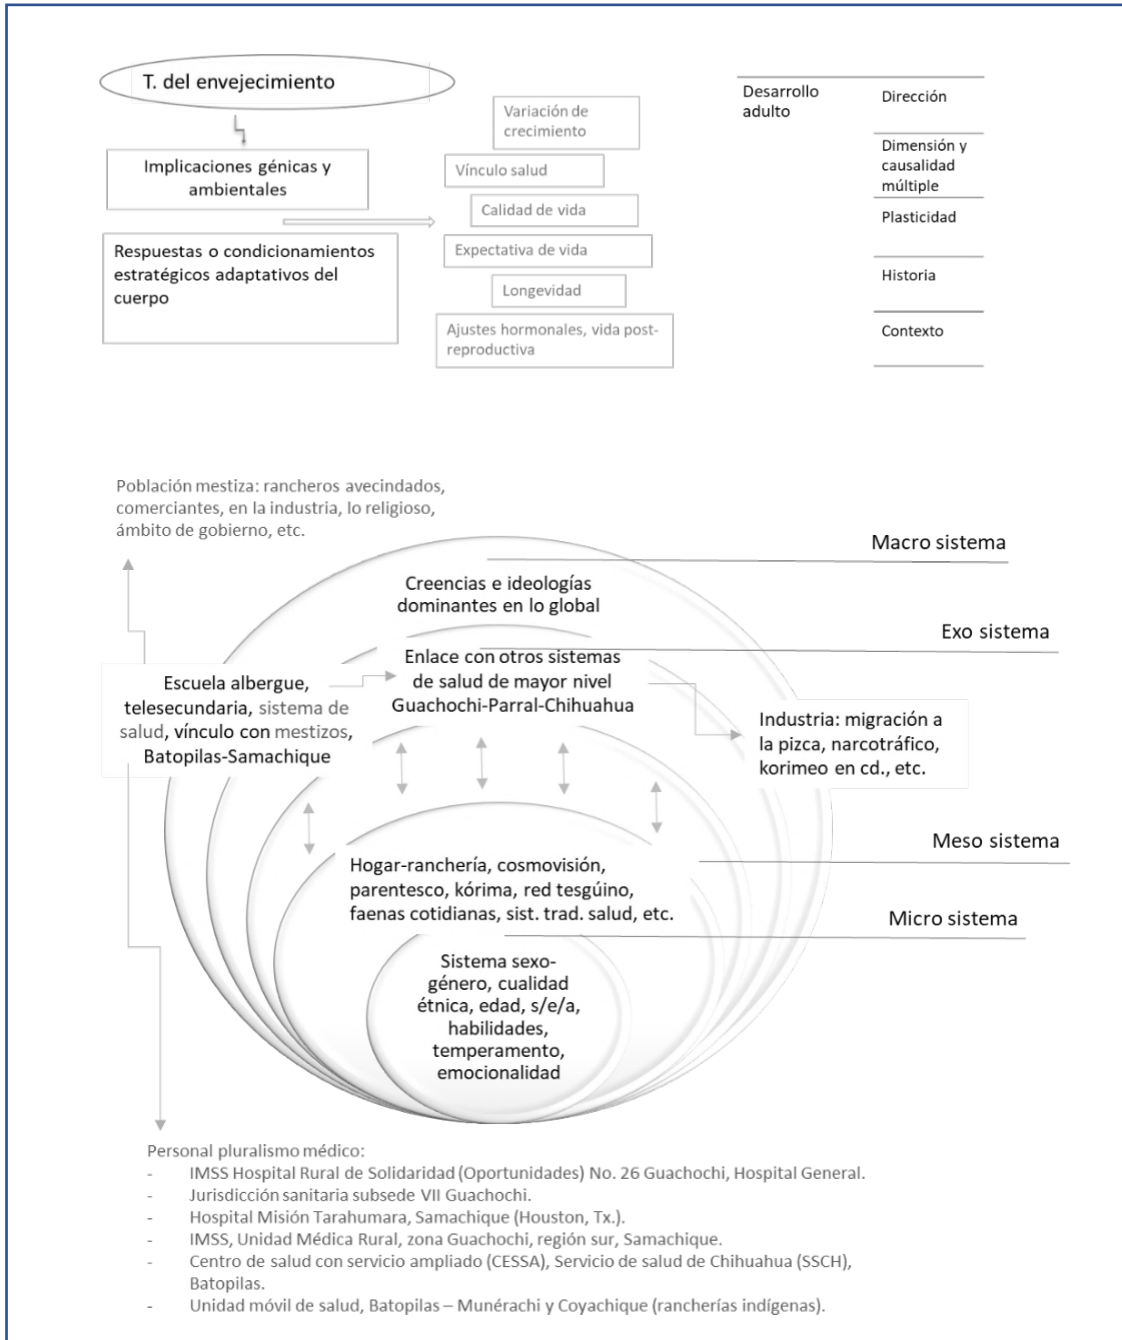 T. del envejecimiento
Implicaciones génicas y
ambientales
Respuestas o condicionamientos
estratégicos adaptativos del
cuerpo
Variación de
crecimiento
Vínculo salud
Calidad de vida
Expectativa de vida
Longevidad
Ajustes hormonales, vida post-
reproductiva
Desarrollo
adulto
Dirección
Dimensión y
causalidad
múltiple
Plasticidad
Historia
Contexto
Población mestiza: rancheros avecindados,
comerciantes, en la industria, lo religioso,
ámbito de gobierno, etc.
Macro sistema
Creencias e ideologías
dominantes en lo global
Exo sistema
Enlace con otros sistemas
de salud de mayor nivel
Guachochi-Parral-Chihuahua
Escuela albergue,
telesecundaria, sistema de
salud, vínculo con mestizos,
Batopilas-Samachique
Industria: migración a
la pizca, narcotráfico,
korimeo en cd., etc.
Meso sistema
Hogar-ranchería, cosmovisión,
parentesco, kórima, red tesgúino,
faenas cotidianas, sist. trad. salud, etc.
Micro sistema
Sistema sexo-
género, cualidad
étnica, edad, s/e/a,
habilidades,
temperamento,
emocionalidad
Personal pluralismo médico:
- IMSS Hospital Rural de Solidaridad (Oportunidades) No. 26 Guachochi, Hospital General.
- Jurisdicción sanitaria subsede VII Guachochi.
- Hospital Misión Tarahumara, Samachique (Houston, Tx.).
- IMSS, Unidad Médica Rural, zona Guachochi, región sur, Samachique.
- Centro de salud con servicio ampliado (CESSA), Servicio de salud de Chihuahua (SSCH),
Batopilas.
- Unidad móvil de salud, Batopilas – Munérachi y Coyachique (rancherías indígenas).